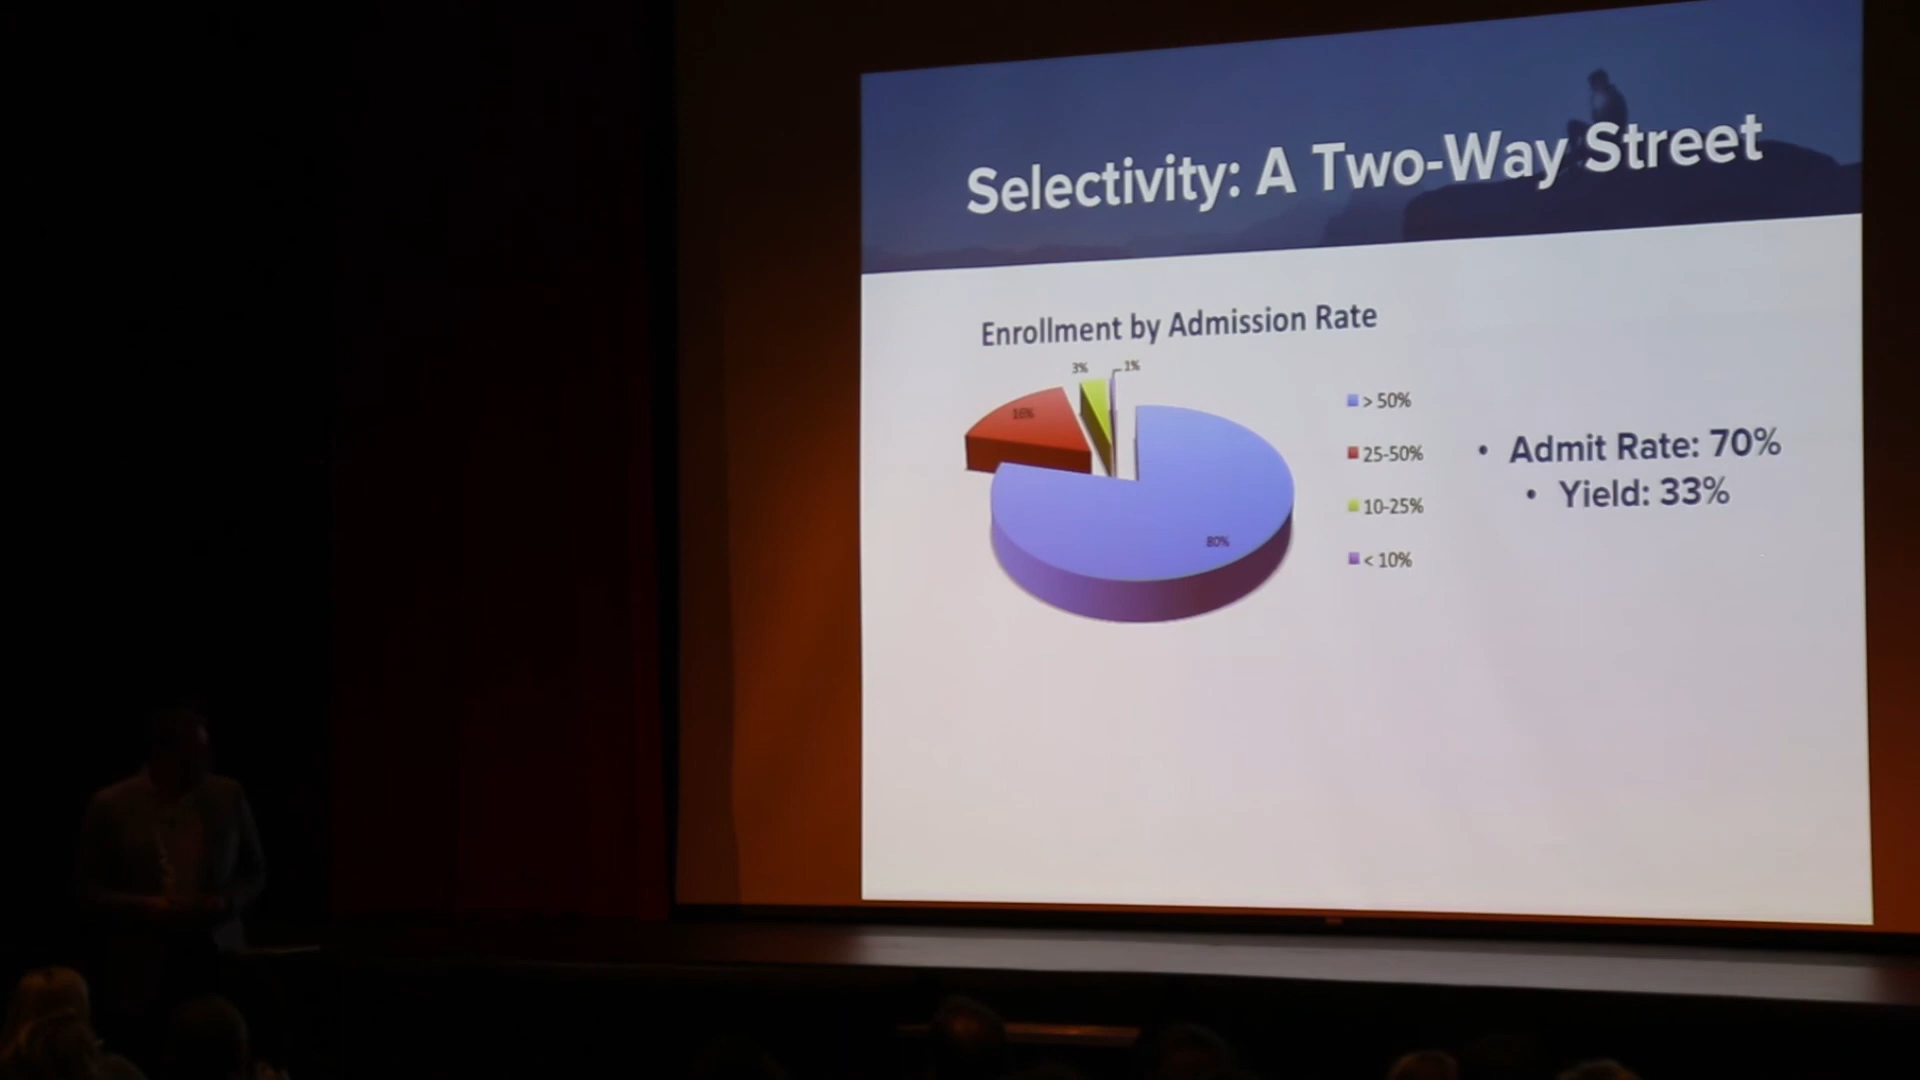 Selectivity: A Two-Way Street
Enrollment by Admission Rate
3%
1%
16%
80%
> 50%
25-50%
10-25%
< 10%
• Admit Rate: 70%
• Yield: 33%